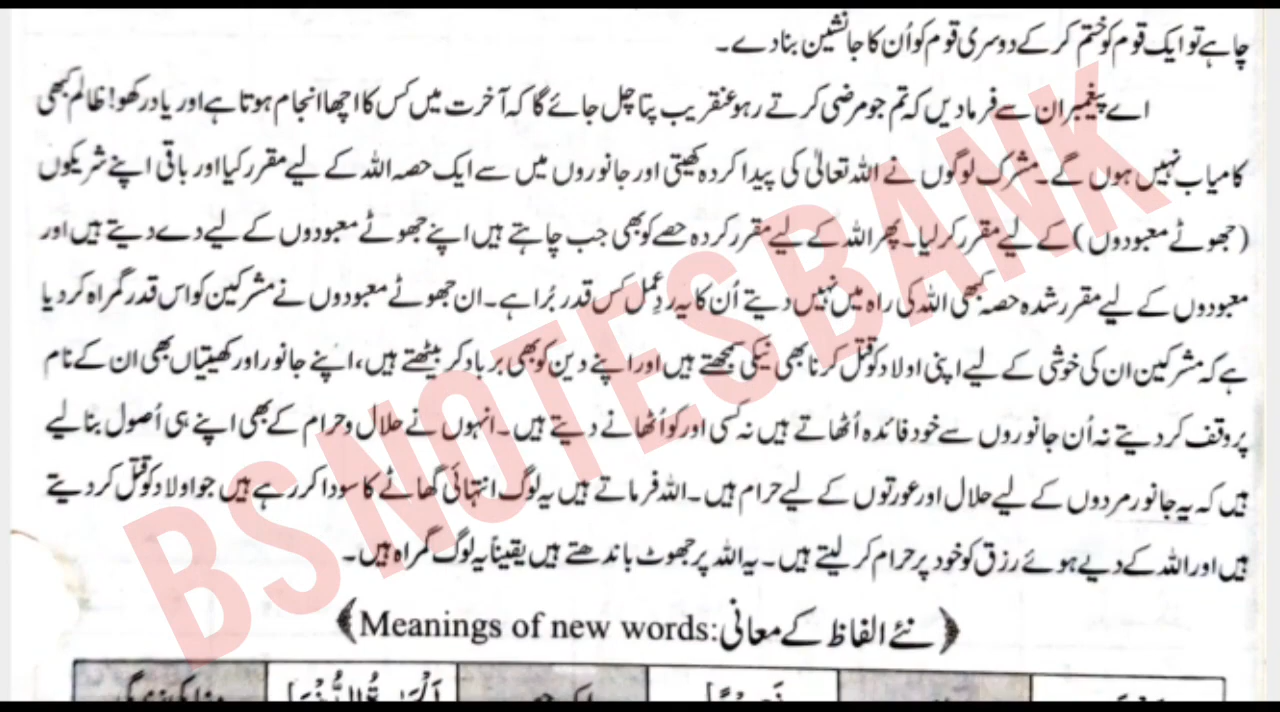 چاہے تو ایک قوم کو ختم کر کے دوسری قوم کو اُن کا جانشین بنا دے۔
اے پیغمبر ان سے فرما دیں کہ تم جو مرضی کرتے رہو عنقریب پتا چل جائے گا کہ آخرت میں کس کا اچھا انجام ہوتا ہے اور یاد رکھو! ظالم کبھی
کامیاب نہیں ہوں گے۔ مشرک لوگوں نے اللہ تعالیٰ کی پیدا کردہ کھیتی اور جانوروں میں سے ایک حصہ اللہ کے لیے مقرر کیا اور باقی اپنے شریکوں
(جھوٹے معبودوں) کے لیے مقرر کر لیا۔ پھر اللہ کے لیے مقرر کردہ حصے کو بھی جب چاہتے ہیں اپنے جھوٹے معبودوں کے لیے دے دیتے ہیں اور
معبودوں کے لیے مقرر شدہ حصہ کبھی اللہ کی راہ میں نہیں دیتے اُن کا یہ ردِعمل کس قدر بُرا ہے۔ ان جھوٹے معبودوں نے مشرکین کو اس قدر گمراہ کر دیا
ہے کہ مشرکین ان کی خوشی کے لیے اپنی اولاد کو قتل کرنا بھی نیکی سمجھتے ہیں اور اپنے دین کو بھی برباد کر بیٹھتے ہیں، اپنے جانور اور کھیتیاں بھی ان کے نام
پر وقف کر دیتے نہ اُن جانوروں سے خود فائدہ اُٹھاتے ہیں نہ کسی اور کو اُٹھانے دیتے ہیں۔ انہوں نے حلال و حرام کے بھی اپنے ہی اُصول بنا لیے
ہیں کہ یہ جانور مردوں کے لیے حلال اور عورتوں کے لیے حرام ہیں۔ اللہ فرماتے ہیں یہ لوگ انتہائی گھاٹے کا سودا کر رہے ہیں جو اولاد کو قتل کر دیتے
ہیں اور اللہ کے دیے ہوئے رزق کو خود پر حرام کر لیتے ہیں۔ یہ اللہ پر جھوٹ باندھتے ہیں یقیناً یہ لوگ گمراہ ہیں۔
﴿نئے الفاظ کے معانی:Meanings of new words﴾
BSNOTES BANK